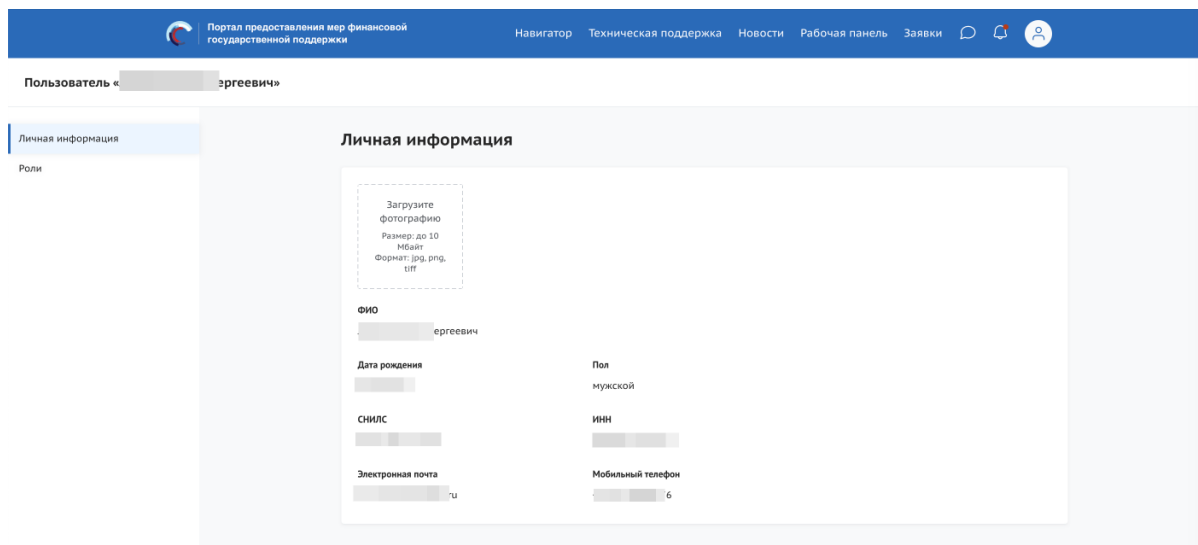 Портал предоставления мер финансовой
государственной поддержки
Навигатор Техническая поддержка Новости Рабочая панель Заявки
Пользователь « ергеевич»
Личная информация
Роли
Личная информация
Загрузите
фотографию
Размер: до 10
Мбайт
Формат: jpg, png,
tiff
ФИО
ергеевич
Дата рождения Пол
мужской
СНИЛС ИНН
Электронная почта Мобильный телефон
ru 6